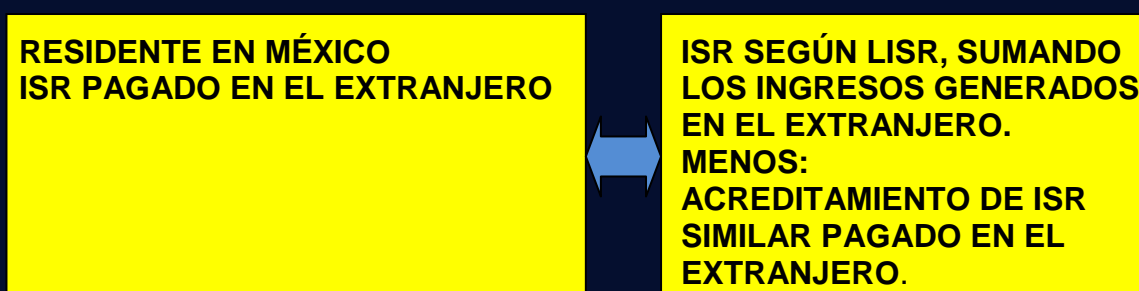 RESIDENTE EN MÉXICO
ISR PAGADO EN EL EXTRANJERO
ISR SEGÚN LISR, SUMANDO
LOS INGRESOS GENERADOS
EN EL EXTRANJERO.
MENOS:
ACREDITAMIENTO DE ISR
SIMILAR PAGADO EN EL
EXTRANJERO.